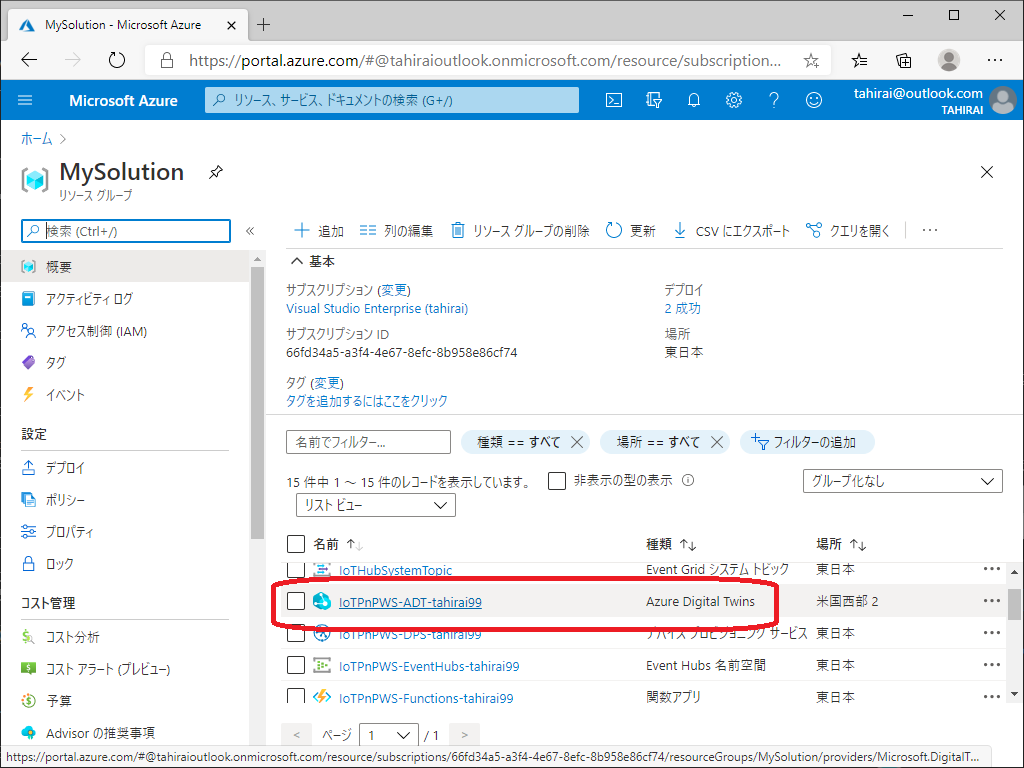 MySolution - Microsoft Azure
https://portal.azure.com/#@tahiraioutlook.onmicrosoft.com/resource/subscription...
Microsoft Azure
リソース、サービス、ドキュメントの検索 (G+/)
tahirai@outlook.com
TAHIRAI
ホーム
MySolution
リソース グループ
検索 (Ctrl+/)
概要
アクティビティ ログ
アクセス制御 (IAM)
タグ
イベント
設定
デプロイ
ポリシー
プロパティ
ロック
コスト管理
コスト分析
コスト アラート (プレビュー)
予算
Advisor の推奨事項
追加 列の編集 リソース グループの削除 更新 CSV にエクスポート クエリを開く
基本
サブスクリプション (変更)
Visual Studio Enterprise (tahirai)
サブスクリプション ID
66fd34a5-a3f4-4e67-8efc-8b958e86cf74
タグ (変更)
タグを追加するにはここをクリック
デプロイ
2 成功
場所
東日本
名前でフィルター...
種類 == すべて
場所 == すべて
フィルターの追加
15 件中 1 ～ 15 件のレコードを表示しています。
非表示の型の表示
グループ化なし
リスト ビュー
名前 種類 場所
IoTHubSystemTopic Event Grid システム トピック 東日本
IoTPnPWS-ADT-tahirai99 Azure Digital Twins 米国西部 2
IoTPnPWS-DPS-tahirai99 デバイス プロビジョニング サービス 東日本
IoTPnPWS-EventHubs-tahirai99 Event Hubs 名前空間 東日本
IoTPnPWS-Functions-tahirai99 関数アプリ 東日本
< ページ 1 / 1 >
https://portal.azure.com/#@tahiraioutlook.onmicrosoft.com/resource/subscriptions/66fd34a5-a3f4-4e67-8efc-8b958e86cf74/resourceGroups/MySolution/providers/Microsoft.DigitalT...